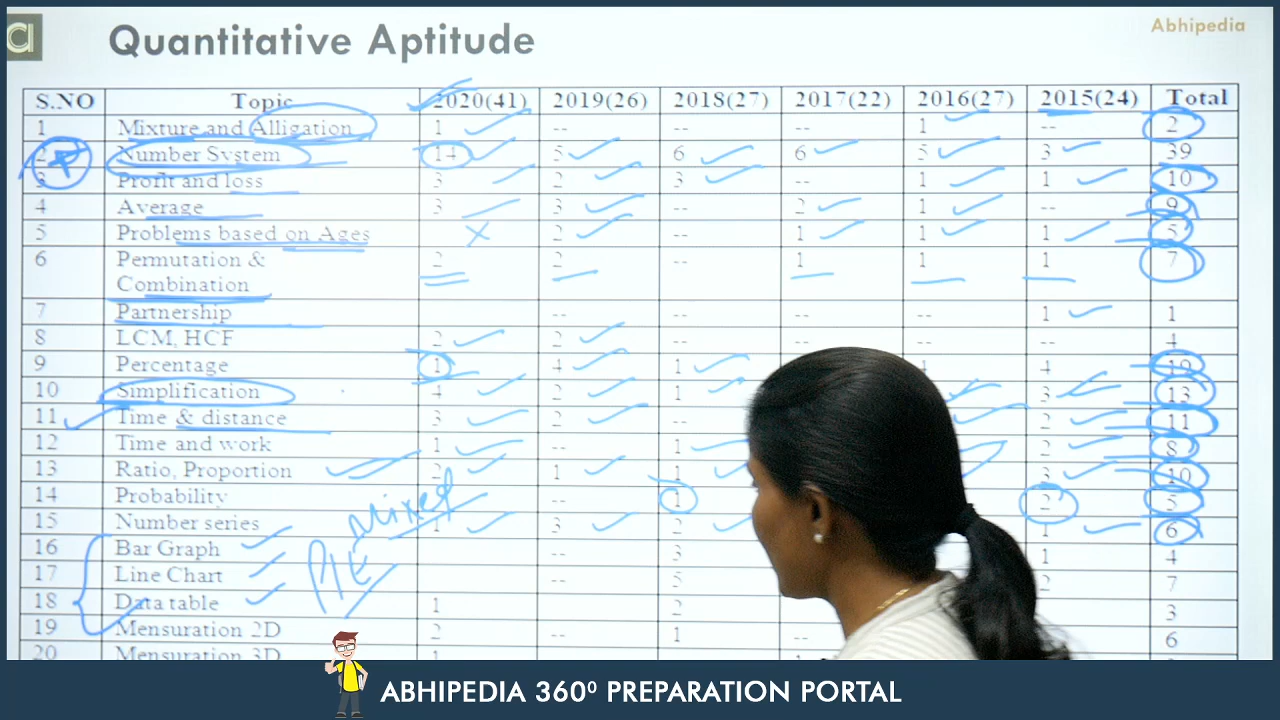 a Quantitative Aptitude
Abhipedia
S.NO Topic 2020(41) 2019(26) 2018(27) 2017(22) 2016(27) 2015(24) Total
1 Mixture and Alligation 1 -- -- -- 1 -- 2
2 Number System 14 5 6 6 5 3 39
3 Profit and loss 3 2 3 -- 1 1 10
4 Average 3 3 -- 2 1 -- 9
5 Problems based on Ages 2 -- 1 1 1 5
6 Permutation & 2 2 -- 1 1 1 7
Combination
7 Partnership -- -- -- -- 1 1
8 LCM, HCF 2 2 -- -- -- -- 4
9 Percentage 1 4 1 4
10 Simplification 4 2 1 3 13
11 Time & distance 3 2 -- 2 11
12 Time and work 1 -- 1 2 8
13 Ratio, Proportion 2 1 1 3 10
14 Probability -- 1 2 5
15 Number series 1 3 2 1 6
Mixed
16 Bar Graph -- 3 1 4
17 Line Chart -- 5 2 7
PIE
18 Data table 1 2 3
19 Mensuration 2D 2 -- 1 -- 6
20 Mensuration 3D 1
ABHIPEDIA 360⁰ PREPARATION PORTAL